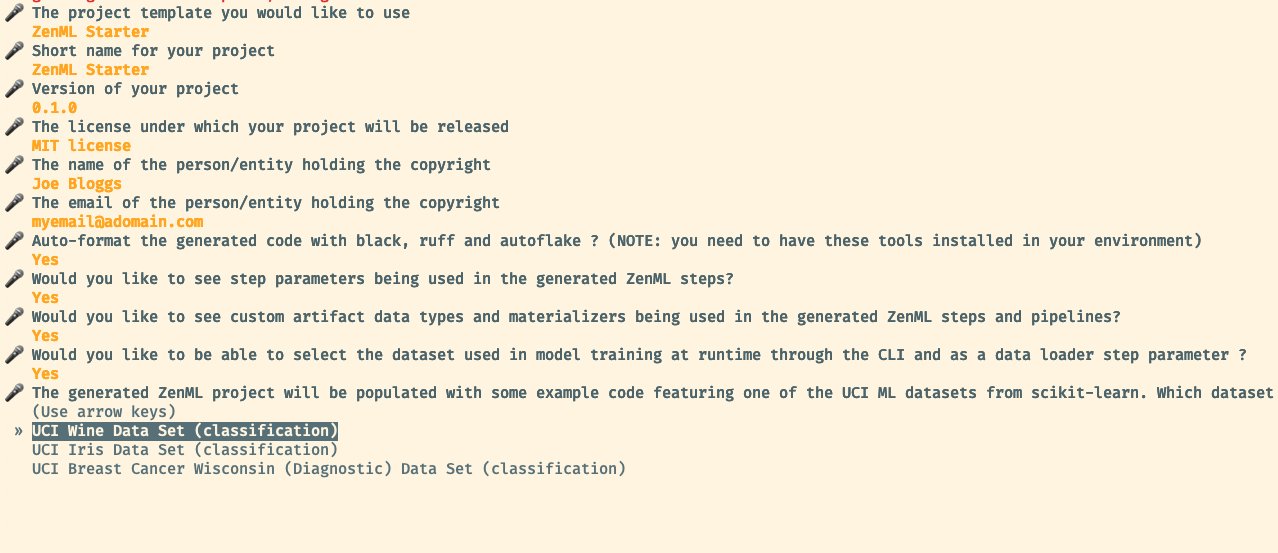 The project template you would like to use
ZenML Starter
Short name for your project
ZenML Starter
Version of your project
0.1.0
The license under which your project will be released
MIT license
The name of the person/entity holding the copyright
Joe Bloggs
The email of the person/entity holding the copyright
myemail@adomain.com
Auto-format the generated code with black, ruff and autoflake ? (NOTE: you need to have these tools installed in your environment)
Yes
Would you like to see step parameters being used in the generated ZenML steps?
Yes
Would you like to see custom artifact data types and materializers being used in the generated ZenML steps and pipelines?
Yes
Would you like to be able to select the dataset used in model training at runtime through the CLI and as a data loader step parameter ?
Yes
The generated ZenML project will be populated with some example code featuring one of the UCI ML datasets from scikit-learn. Which dataset
(Use arrow keys)
» UCI Wine Data Set (classification)
UCI Iris Data Set (classification)
UCI Breast Cancer Wisconsin (Diagnostic) Data Set (classification)